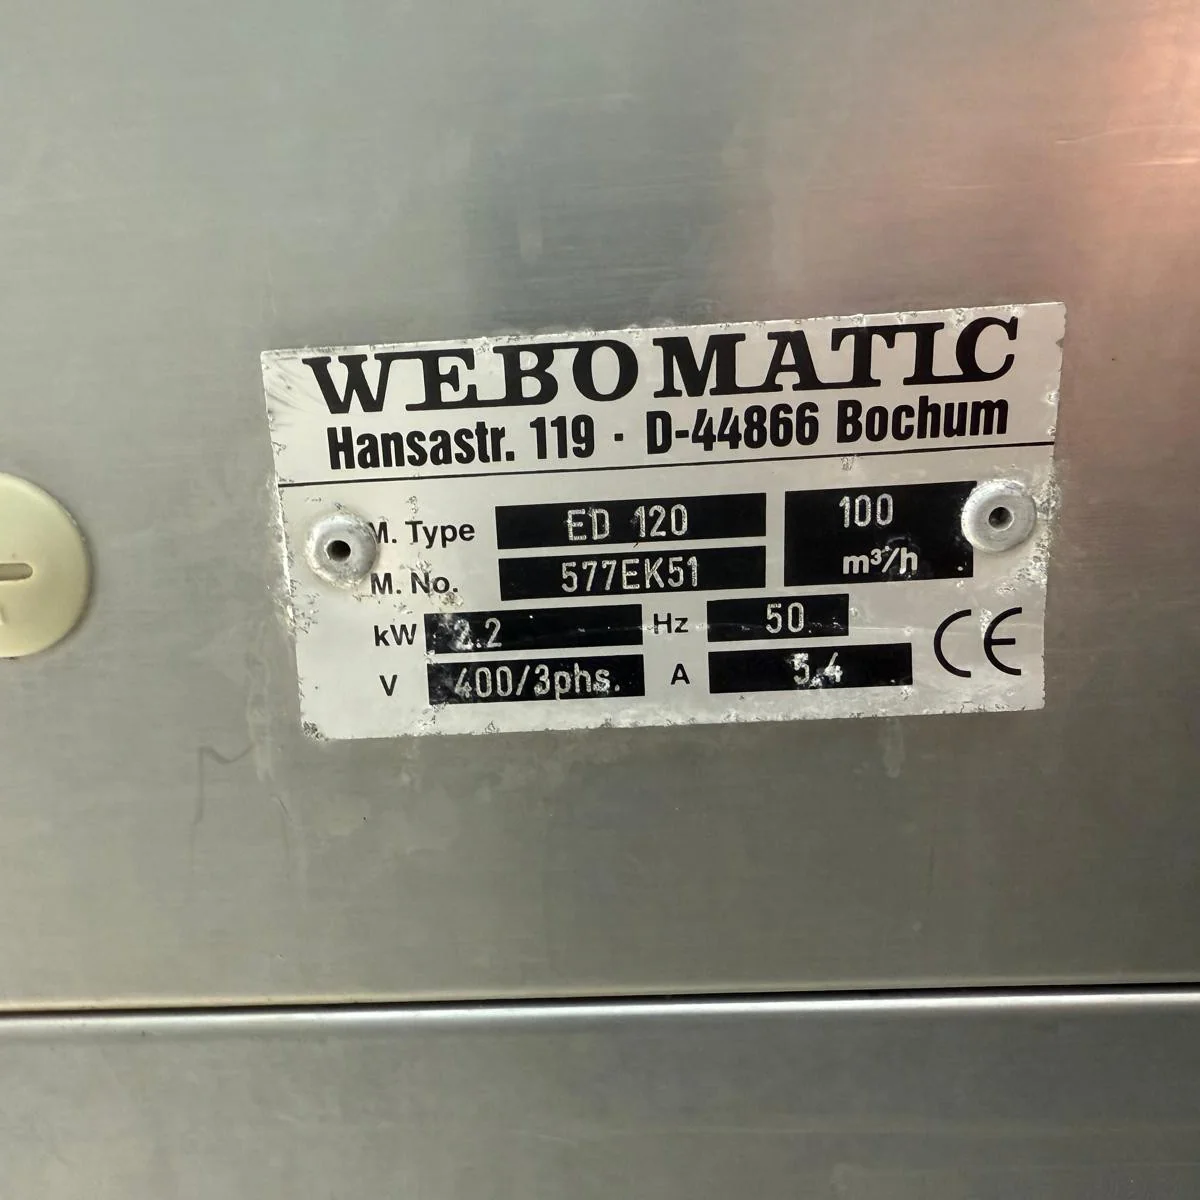 WEBOMATIC
Hansastr. 119 · D-44866 Bochum
M. Type ED 120 100
m³/h
M. No. 577EK51
kW 2.2 Hz 50
V 400/3phs. A 5.4
CE